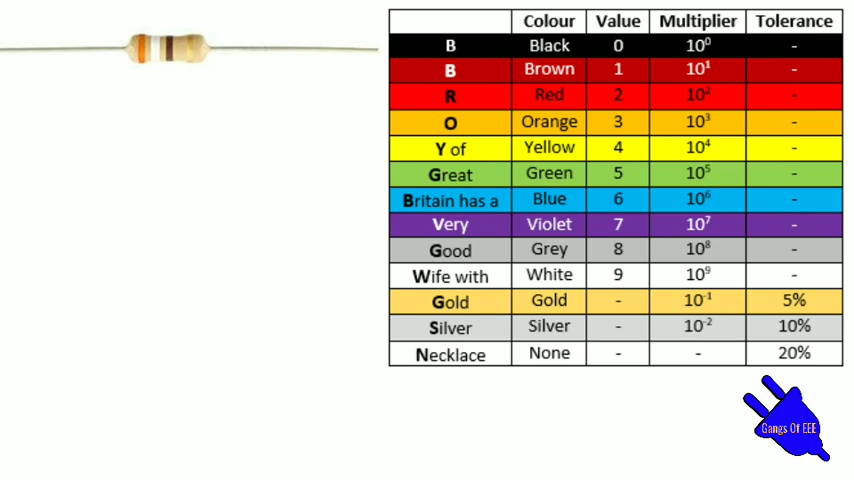 Colour Value Multiplier Tolerance
B Black 0 10⁰ -
B Brown 1 10¹ -
R Red 2 10² -
O Orange 3 10³ -
Y of Yellow 4 10⁴ -
Great Green 5 10⁵ -
Britain has a Blue 6 10⁶ -
Very Violet 7 10⁷ -
Good Grey 8 10⁸ -
Wife with White 9 10⁹ -
Gold Gold - 10⁻¹ 5%
Silver Silver - 10⁻² 10%
Necklace None - - 20%
Gangs Of EEE